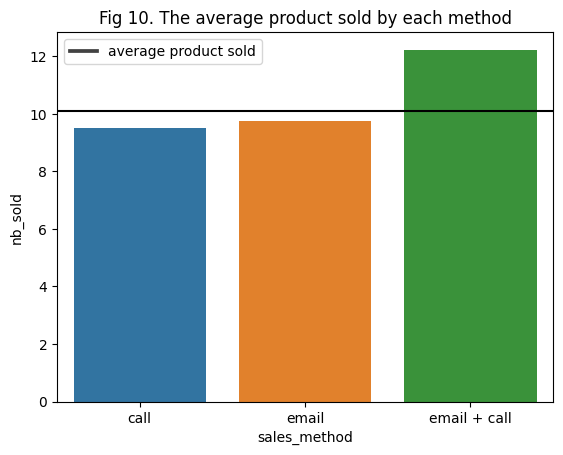 Fig 10. The average product sold by each method
average product sold
12
10
8
6
4
2
0
nb_sold
call email email + call
sales_method